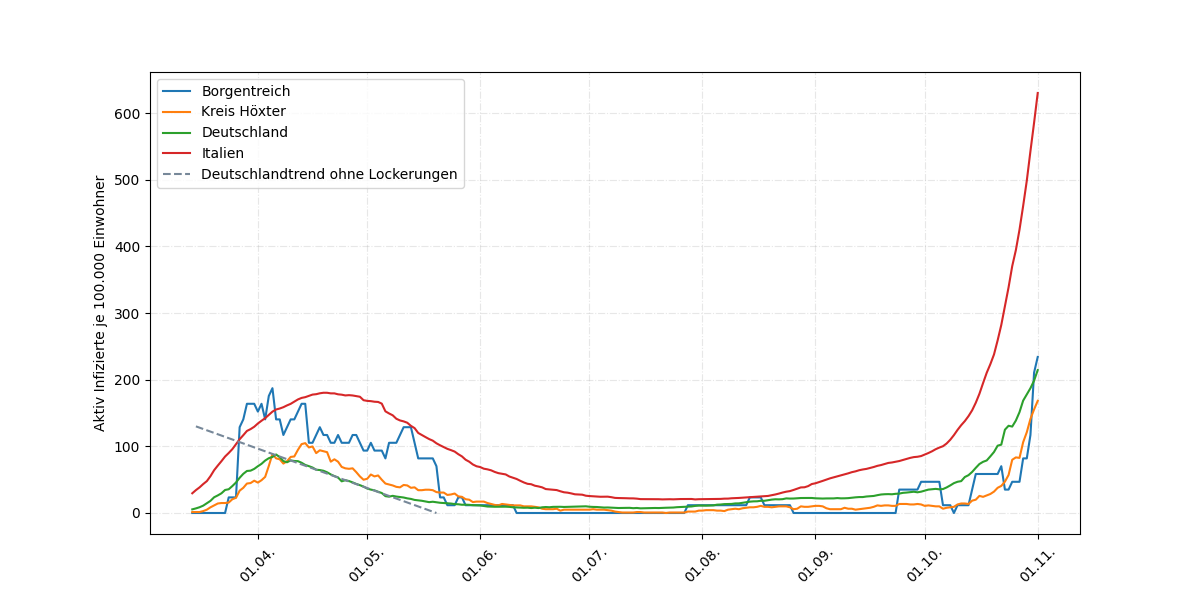 Borgentreich
Kreis Höxter
Deutschland
Italien
Deutschlandtrend ohne Lockerungen
Aktiv Infizierte je 100.000 Einwohner
600
500
400
300
200
100
0
01.04.
01.05.
01.06.
01.07.
01.08.
01.09.
01.10.
01.11.